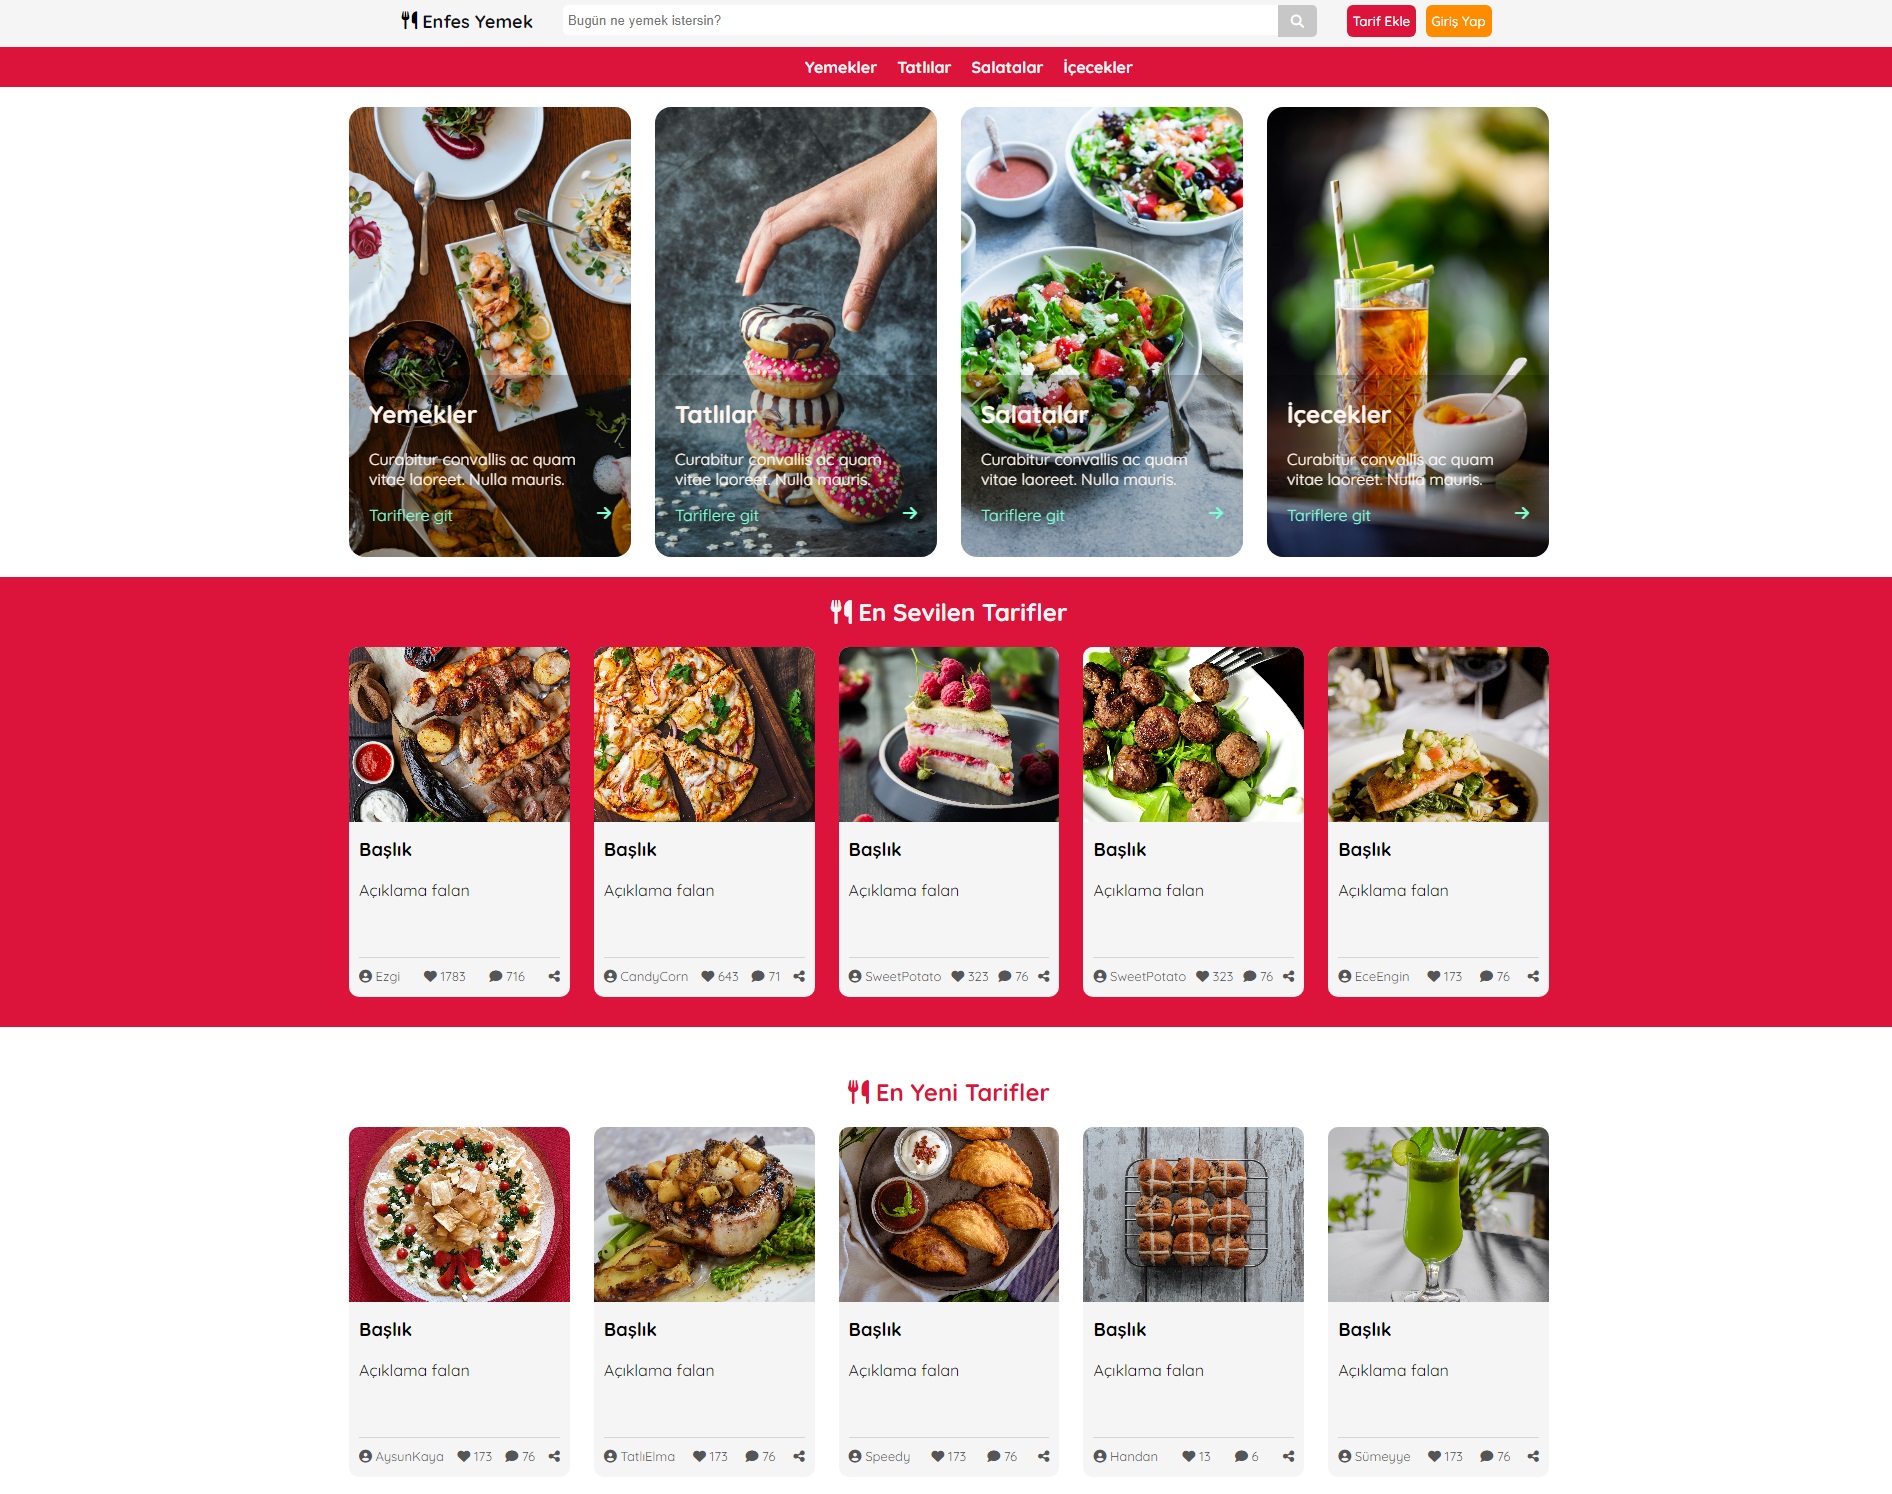 Enfes Yemek
Bugün ne yemek istersin?
Tarif Ekle
Giriş Yap
Yemekler Tatlılar Salatalar İçecekler
Yemekler
Curabitur convallis ac quam
vitae laoreet. Nulla mauris.
Tariflere git
Tatlılar
Curabitur convallis ac quam
vitae laoreet. Nulla mauris.
Tariflere git
Salatalar
Curabitur convallis ac quam
vitae laoreet. Nulla mauris.
Tariflere git
İçecekler
Curabitur convallis ac quam
vitae laoreet. Nulla mauris.
Tariflere git
En Sevilen Tarifler
Başlık
Açıklama falan
Ezgi 1783 716
Başlık
Açıklama falan
CandyCorn 643 71
Başlık
Açıklama falan
SweetPotato 323 76
Başlık
Açıklama falan
SweetPotato 323 76
Başlık
Açıklama falan
EceEngin 173 76
En Yeni Tarifler
Başlık
Açıklama falan
AysunKaya 173 76
Başlık
Açıklama falan
TatlıElma 173 76
Başlık
Açıklama falan
Speedy 173 76
Başlık
Açıklama falan
Handan 13 6
Başlık
Açıklama falan
Sümeyye 173 76